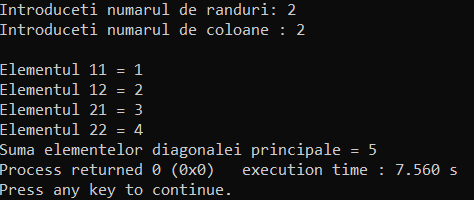 Introduceti numarul de randuri: 2
Introduceti numarul de coloane : 2
Elementul 11 = 1
Elementul 12 = 2
Elementul 21 = 3
Elementul 22 = 4
Suma elementelor diagonalei principale = 5
Process returned 0 (0x0)   execution time : 7.560 s
Press any key to continue.